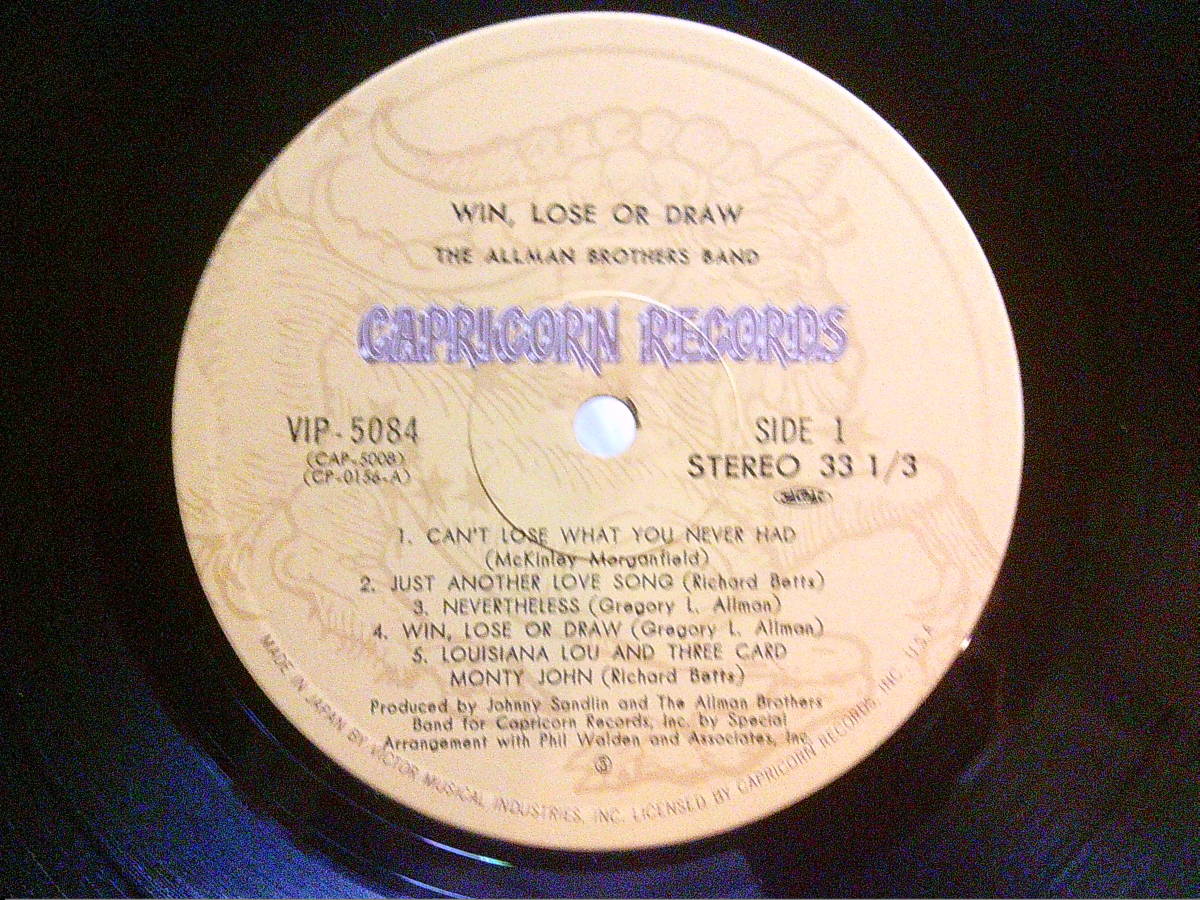 WIN, LOSE OR DRAW
THE ALLMAN BROTHERS BAND
CAPRICORN RECORDS
VIP-5084
(CAP-5008)
(CP-0156-A)
SIDE 1
STEREO 33 1/3
1. CAN'T LOSE WHAT YOU NEVER HAD
(McKinley Morganfield)
2. JUST ANOTHER LOVE SONG (Richard Betts)
3. NEVERTHELESS (Gregory L. Allman)
4. WIN, LOSE OR DRAW (Gregory L. Allman)
5. LOUISIANA LOU AND THREE CARD
MONTY JOHN (Richard Betts)
Produced by Johnny Sandlin and The Allman Brothers
Band for Capricorn Records, Inc. by Special
Arrangement with Phil Walden and Associates, Inc.
MADE IN JAPAN BY VICTOR MUSICAL INDUSTRIES, INC. LICENSED BY CAPRICORN RECORDS, INC., U.S.A.